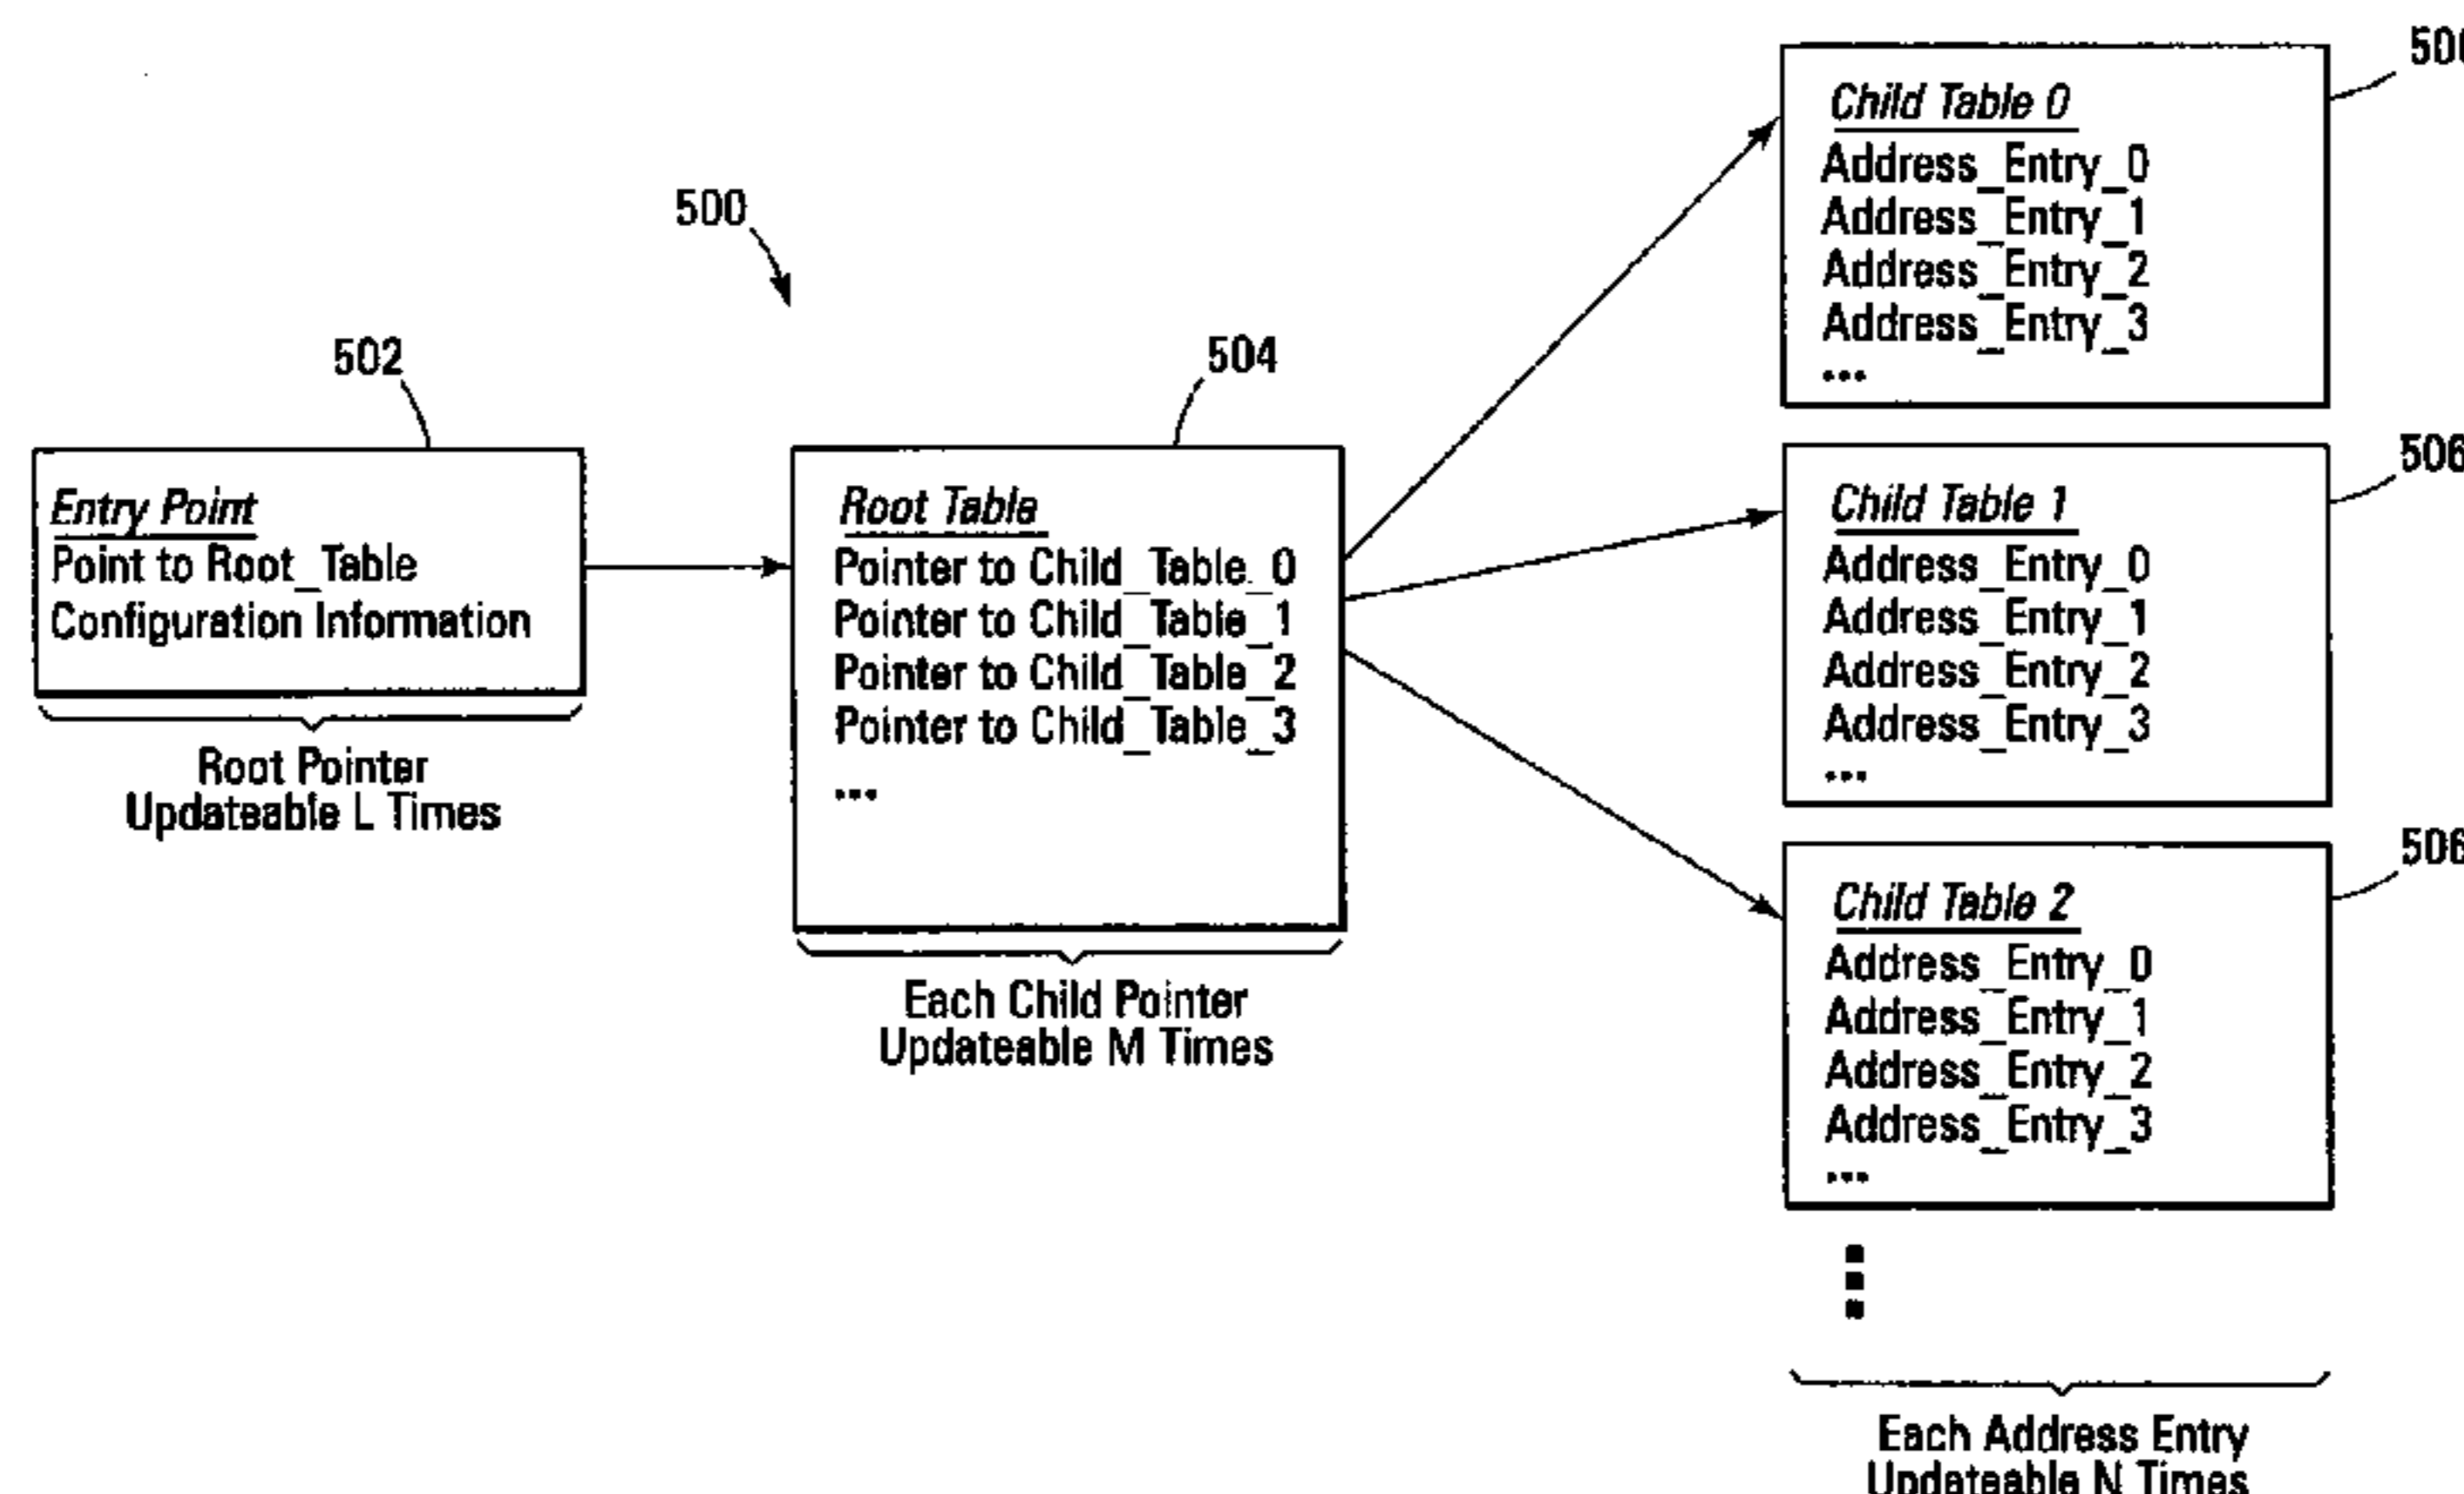 500
502
Entry Point
Point to Root_Table
Configuration Information
Root Pointer
Updateable L Times
504
Root Table
Pointer to Child_Table_0
Pointer to Child_Table_1
Pointer to Child_Table_2
Pointer to Child_Table_3
...
Each Child Pointer
Updateable M Times
Child Table 0
Address_Entry_0
Address_Entry_1
Address_Entry_2
Address_Entry_3
...
506
Child Table 1
Address_Entry_0
Address_Entry_1
Address_Entry_2
Address_Entry_3
...
506
Child Table 2
Address_Entry_0
Address_Entry_1
Address_Entry_2
Address_Entry_3
...
Each Address Entry
Updateable N Times